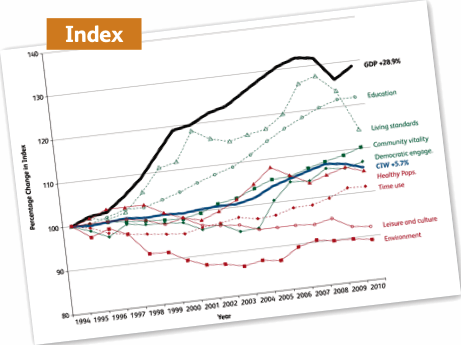 Index
Percentage Change in Index
140
130
120
110
100
90
80
GDP +28.9%
Education
Living standards
Community vitality
Democratic engage.
CIW +5.7%
Healthy Pops.
Time use
Leisure and culture
Environment
1994 1995 1996 1997 1998 1999 2000 2001 2002 2003 2004 2005 2006 2007 2008 2009 2010
Year